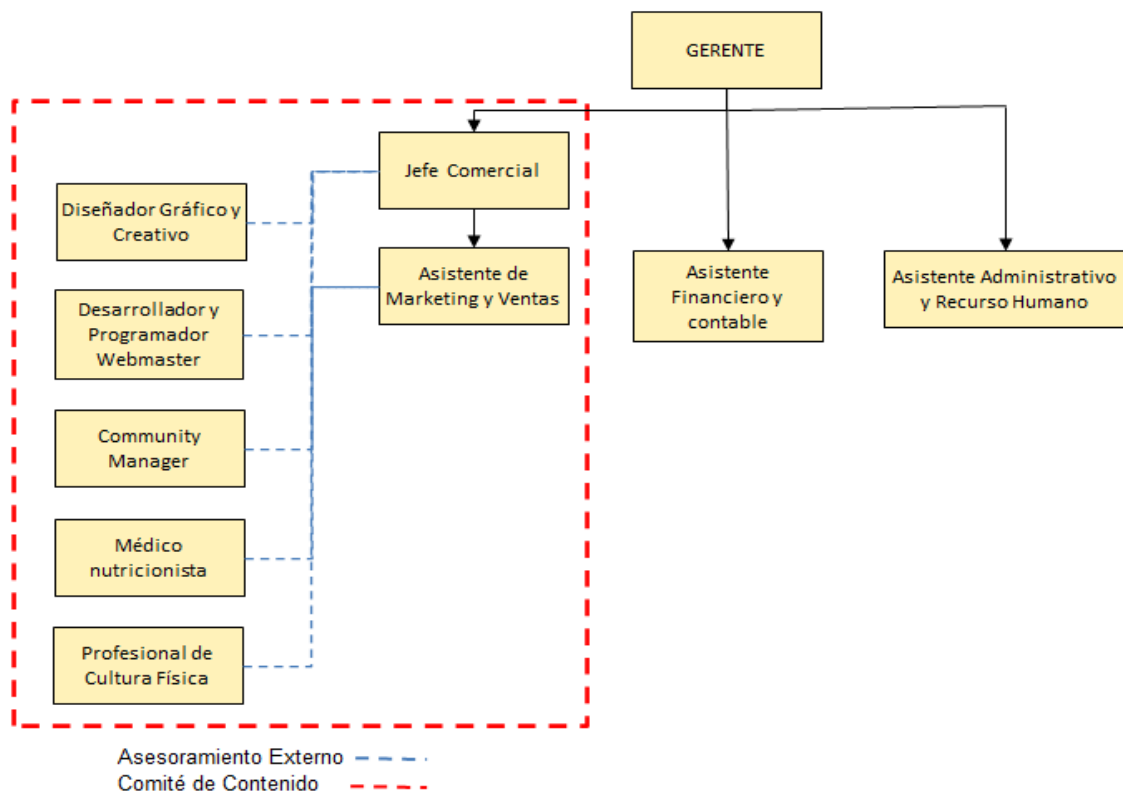 GERENTE
Jefe Comercial
Diseñador Gráfico y
Creativo
Asistente de
Marketing y Ventas
Asistente
Financiero y
contable
Asistente Administrativo
y Recurso Humano
Desarrollador y
Programador
Webmaster
Community
Manager
Médico
nutricionista
Profesional de
Cultura Física
Asesoramiento Externo
Comité de Contenido